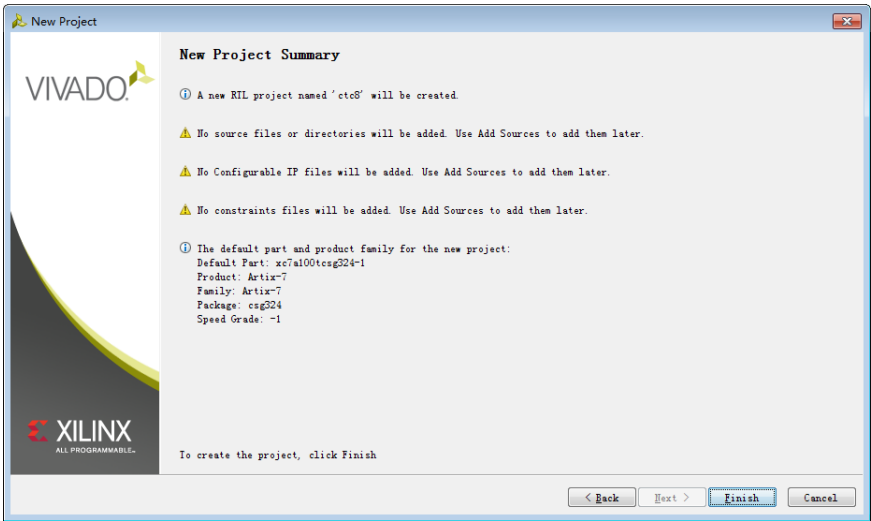 New Project
VIVADO
New Project Summary
A new RTL project named 'ctc8' will be created.
No source files or directories will be added. Use Add Sources to add them later.
No Configurable IP files will be added. Use Add Sources to add them later.
No constraints files will be added. Use Add Sources to add them later.
The default part and product family for the new project:
Default Part: xc7a100tcsg324-1
Product: Artix-7
Family: Artix-7
Package: csg324
Speed Grade: -1
XILINX
ALL PROGRAMMABLE™
To create the project, click Finish
< Back
Next >
Finish
Cancel